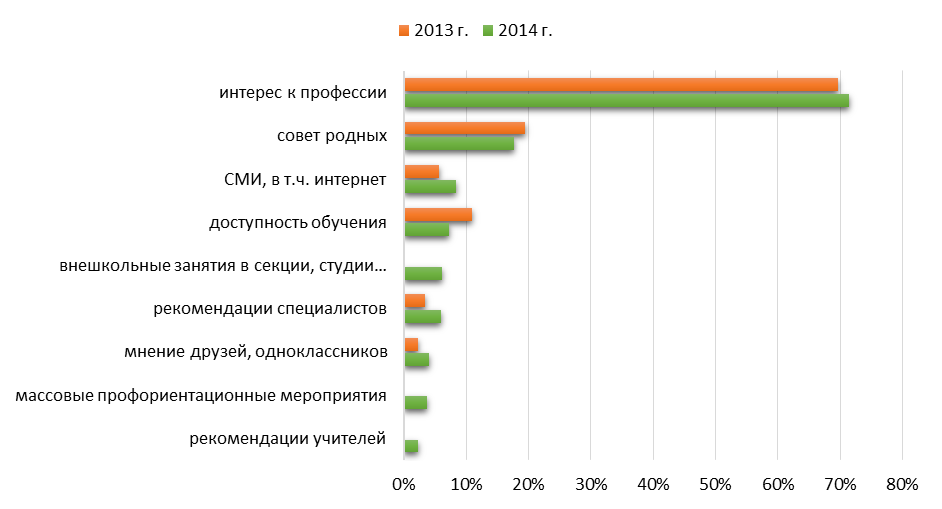 2013 г. 2014 г.
интерес к профессии
совет родных
СМИ, в т.ч. интернет
доступность обучения
внешкольные занятия в секции, студии…
рекомендации специалистов
мнение друзей, одноклассников
массовые профориентационные мероприятия
рекомендации учителей
0% 10% 20% 30% 40% 50% 60% 70% 80%